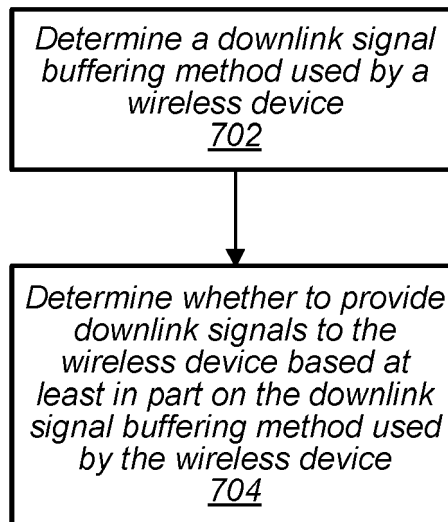 Determine a downlink signal
buffering method used by a
wireless device
702
Determine whether to provide
downlink signals to the
wireless device based at
least in part on the downlink
signal buffering method used
by the wireless device
704